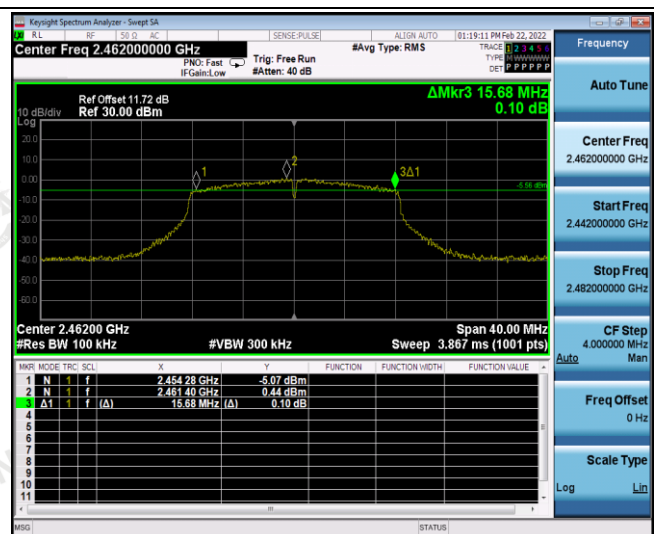 Keysight Spectrum Analyzer - Swept SA
RL RF 50 Ω AC SENSE:PULSE ALIGN AUTO 01:19:11 PM Feb 22, 2022
Center Freq 2.462000000 GHz #Avg Type: RMS TRACE 1 2 3 4 5 6
PNO: Fast Trig: Free Run TYPE M WWWWW
IFGain:Low #Atten: 40 dB DET P P P P P P
Frequency
Auto Tune
Center Freq
2.462000000 GHz
Start Freq
2.442000000 GHz
Stop Freq
2.482000000 GHz
CF Step
4.000000 MHz
Auto Man
Freq Offset
0 Hz
Scale Type
Log Lin
ΔMkr3 15.68 MHz
0.10 dB
Ref Offset 11.72 dB
10 dB/div Ref 30.00 dBm
Log
20.0
10.0
0.00
-10.0
-20.0
-30.0
-40.0
-50.0
-60.0
1
2
3Δ1
-5.56 dBm
Center 2.46200 GHz Span 40.00 MHz
#Res BW 100 kHz #VBW 300 kHz Sweep 3.867 ms (1001 pts)
MKR MODE TRC SCL X Y FUNCTION FUNCTION WIDTH FUNCTION VALUE
1 N 1 f 2.454 28 GHz -5.07 dBm
2 N 1 f 2.461 40 GHz 0.44 dBm
3 Δ1 1 f (Δ) 15.68 MHz (Δ) 0.10 dB
4
5
6
7
8
9
10
11
MSG STATUS